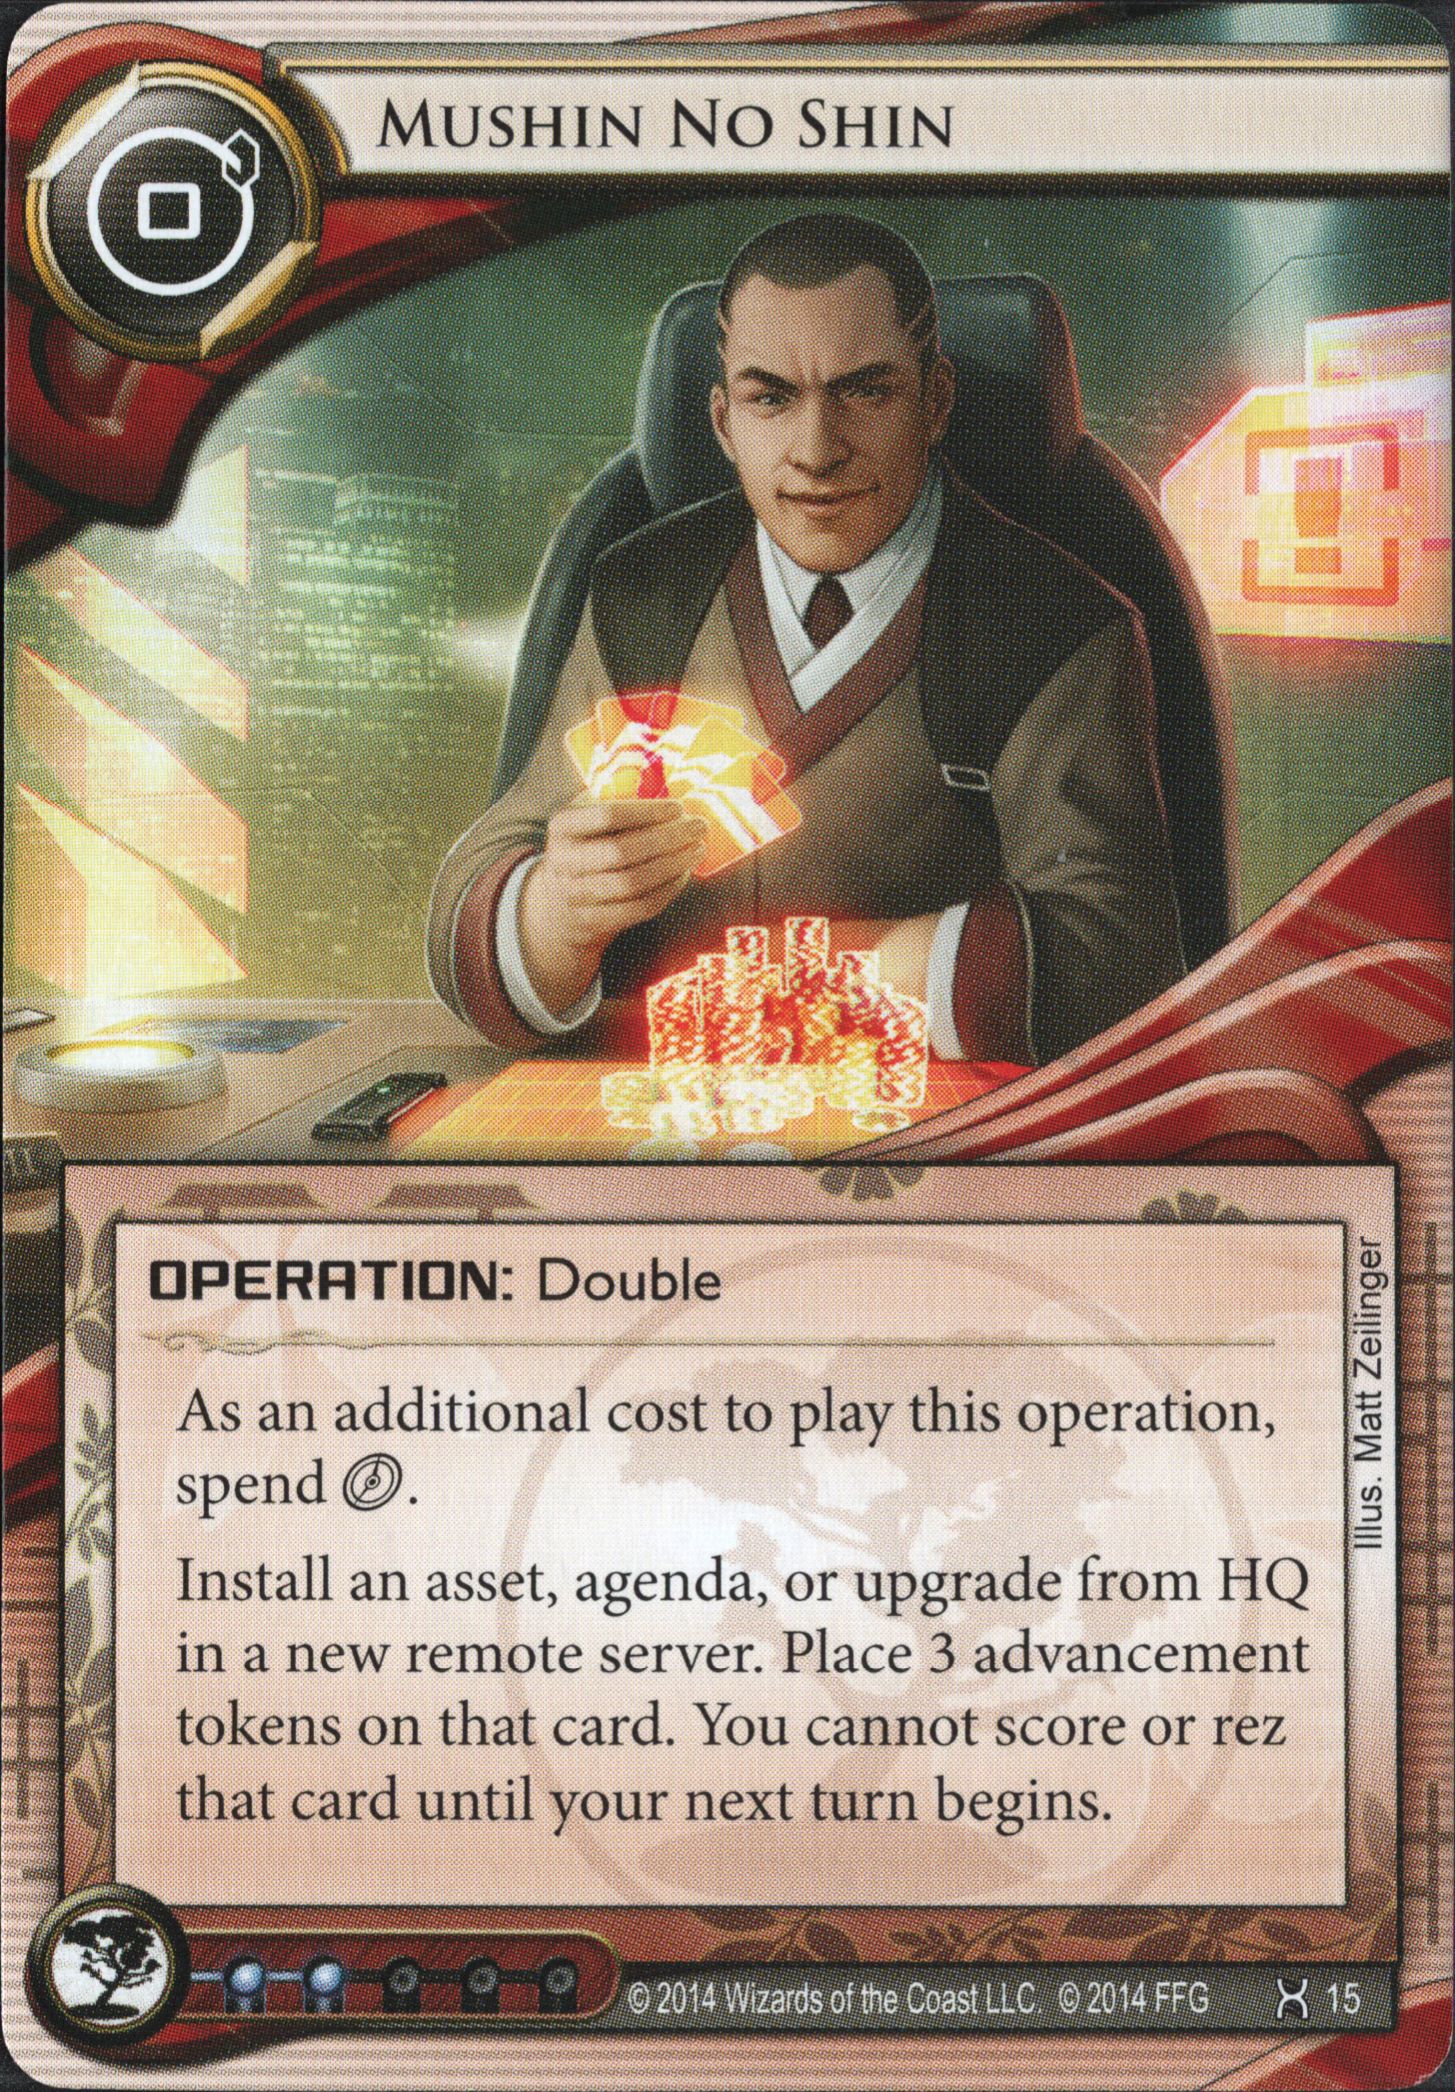 0
MUSHIN NO SHIN
OPERATION: Double
As an additional cost to play this operation,
spend .
Install an asset, agenda, or upgrade from HQ
in a new remote server. Place 3 advancement
tokens on that card. You cannot score or rez
that card until your next turn begins.
Illus. Matt Zeilinger
© 2014 Wizards of the Coast LLC. © 2014 FFG
15